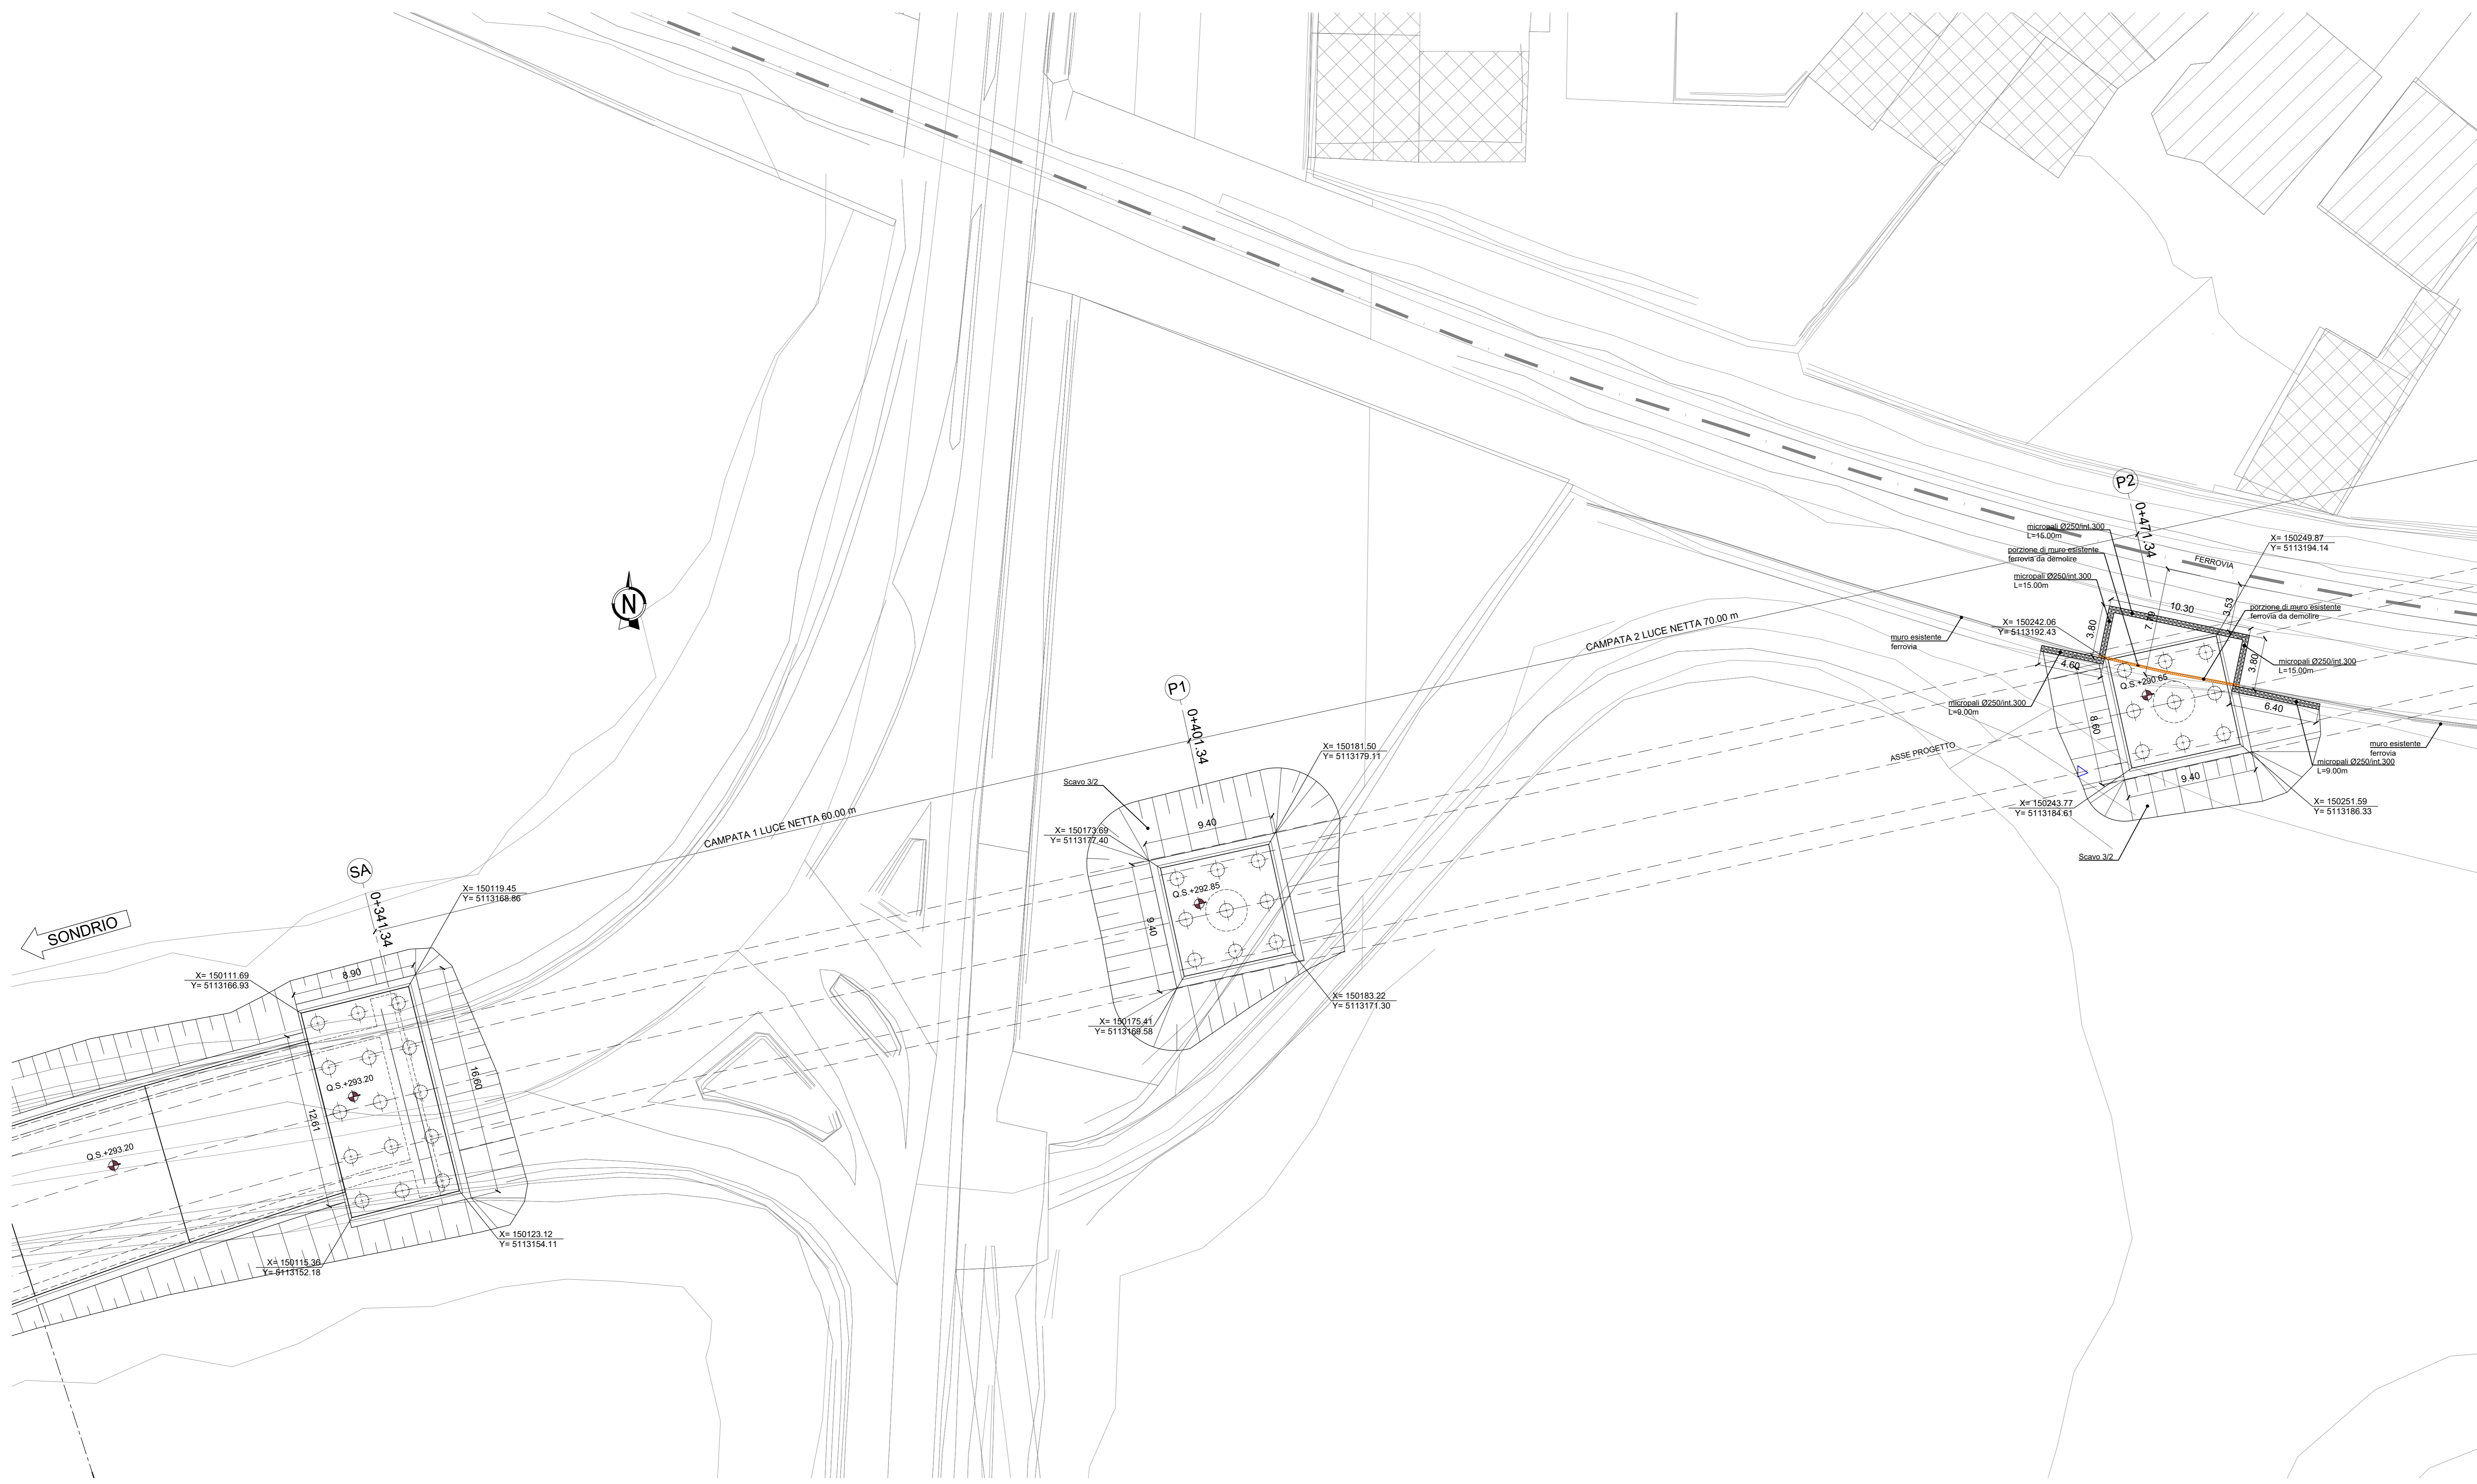 P2
0+471.34
micropali Ø250/int.300
L=15.00m
X= 150249.87
Y= 5113194.14
porzione di muro esistente
ferrovia da demolire
FERROVIA
micropali Ø250/int.300
L=15.00m
10.30
3.53
7.69
porzione di muro esistente
ferrovia da demolire
X= 150242.06
Y= 5113192.43
3.80
muro esistente
ferrovia
4.60
3.80
micropali Ø250/int.300
L=15.00m
Q.S.+290.65
micropali Ø250/int.300
L=9.00m
6.40
8.60
muro esistente
ferrovia
micropali Ø250/int.300
L=9.00m
9.40
X= 150243.77
Y= 5113184.61
X= 150251.59
Y= 5113186.33
Scavo 3/2
ASSE PROGETTO
N
CAMPATA 2 LUCE NETTA 70.00 m
P1
0+401.34
X= 150181.50
Y= 5113179.11
Scavo 3/2
9.40
X= 150173.69
Y= 5113177.40
Q.S.+292.85
9.40
X= 150183.22
Y= 5113171.30
X= 150175.41
Y= 5113169.58
CAMPATA 1 LUCE NETTA 60.00 m
SA
0+341.34
X= 150119.45
Y= 5113168.86
SONDRIO
8.90
X= 150111.69
Y= 5113166.93
Q.S.+293.20
16.60
12.61
Q.S.+293.20
X= 150123.12
Y= 5113154.11
X= 150115.36
Y= 5113152.18